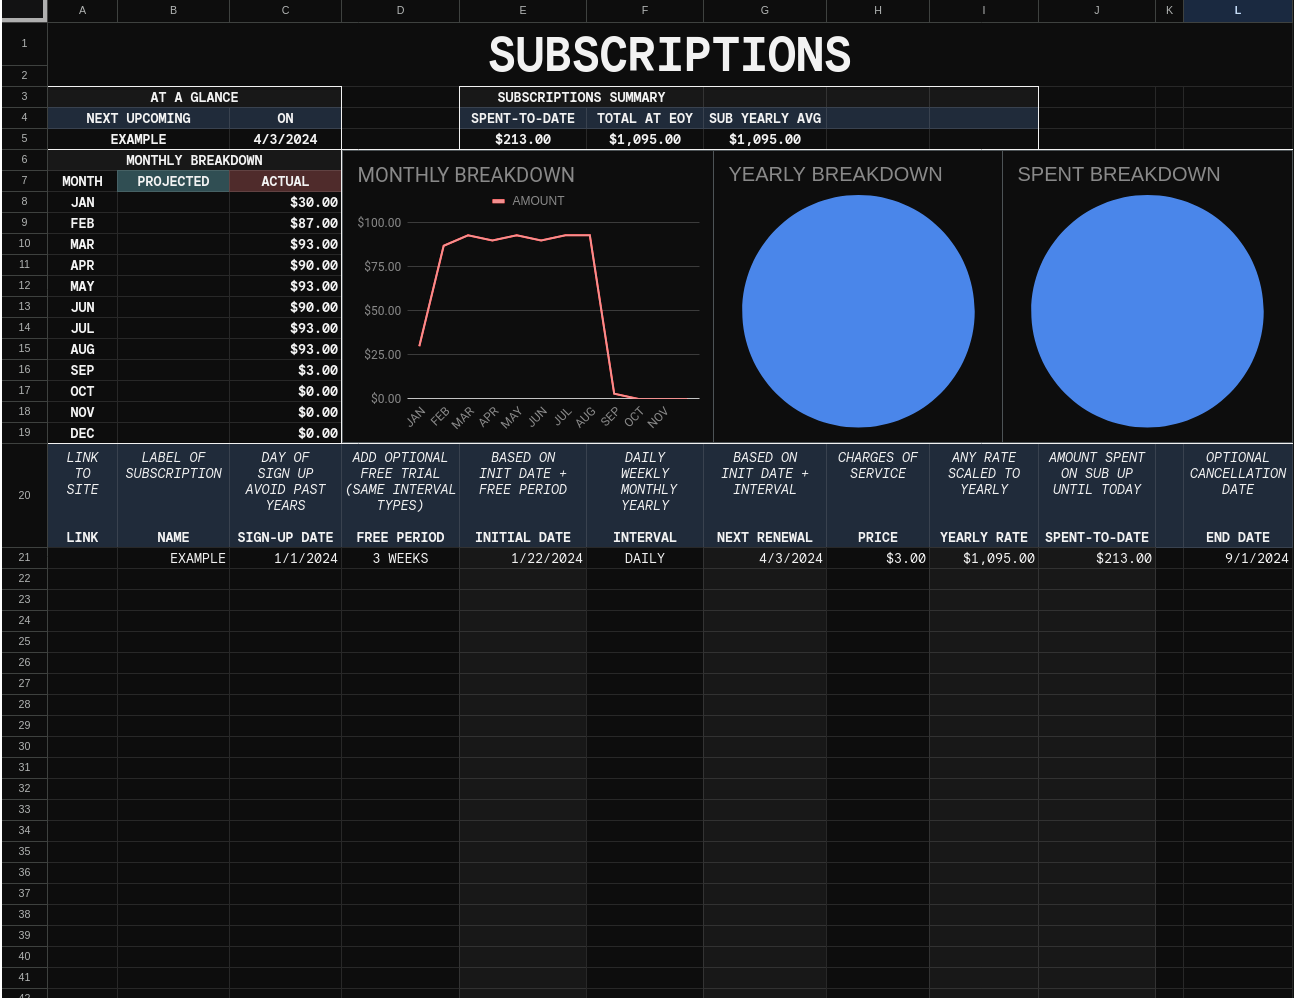 A B C D E F G H I J K L
1
SUBSCRIPTIONS
2
3 AT A GLANCE SUBSCRIPTIONS SUMMARY
4 NEXT UPCOMING ON SPENT-TO-DATE TOTAL AT EOY SUB YEARLY AVG
5 EXAMPLE 4/3/2024 $213.00 $1,095.00 $1,095.00
6 MONTHLY BREAKDOWN
7 MONTH PROJECTED ACTUAL
8 JAN $30.00
9 FEB $87.00
10 MAR $93.00
11 APR $90.00
12 MAY $93.00
13 JUN $90.00
14 JUL $93.00
15 AUG $93.00
16 SEP $3.00
17 OCT $0.00
18 NOV $0.00
19 DEC $0.00
MONTHLY BREAKDOWN
AMOUNT
$100.00
$75.00
$50.00
$25.00
$0.00
JAN FEB MAR APR MAY JUN JUL AUG SEP OCT NOV
YEARLY BREAKDOWN
SPENT BREAKDOWN
20
LINK LABEL OF DAY OF ADD OPTIONAL BASED ON DAILY BASED ON CHARGES OF ANY RATE AMOUNT SPENT OPTIONAL
TO SUBSCRIPTION SIGN UP FREE TRIAL INIT DATE + WEEKLY INIT DATE + SERVICE SCALED TO ON SUB UP CANCELLATION
SITE AVOID PAST (SAME INTERVAL FREE PERIOD MONTHLY INTERVAL YEARLY UNTIL TODAY DATE
YEARS TYPES) YEARLY
LINK NAME SIGN-UP DATE FREE PERIOD INITIAL DATE INTERVAL NEXT RENEWAL PRICE YEARLY RATE SPENT-TO-DATE END DATE
21 EXAMPLE 1/1/2024 3 WEEKS 1/22/2024 DAILY 4/3/2024 $3.00 $1,095.00 $213.00 9/1/2024
22
23
24
25
26
27
28
29
30
31
32
33
34
35
36
37
38
39
40
41
42